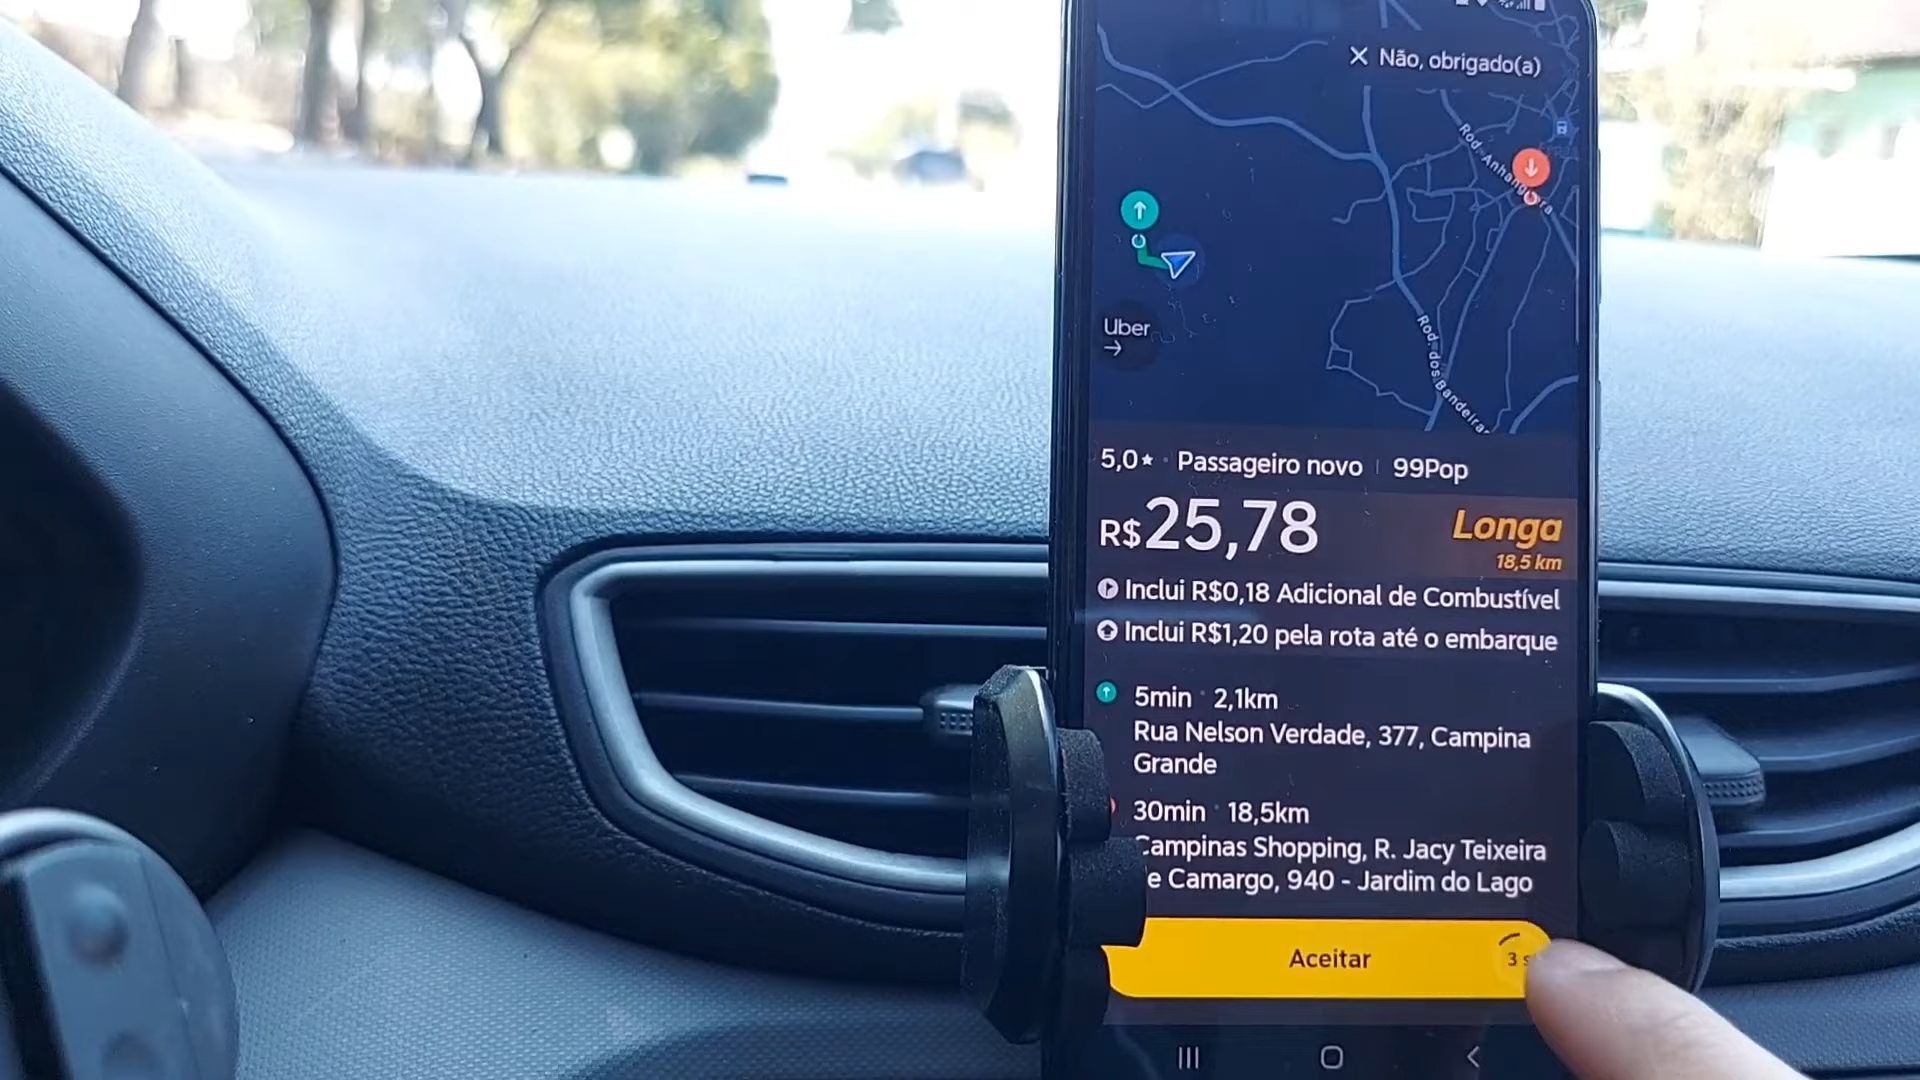 Não, obrigado(a)
Rod. Anhanguera
Uber
Rod. dos Bandeiran
5,0 ★ · Passageiro novo | 99Pop
R$25,78
Longa
18,5 km
Inclui R$0,18 Adicional de Combustível
Inclui R$1,20 pela rota até o embarque
5min · 2,1km
Rua Nelson Verdade, 377, Campina
Grande
30min · 18,5km
Campinas Shopping, R. Jacy Teixeira
e Camargo, 940 - Jardim do Lago
Aceitar
3 s